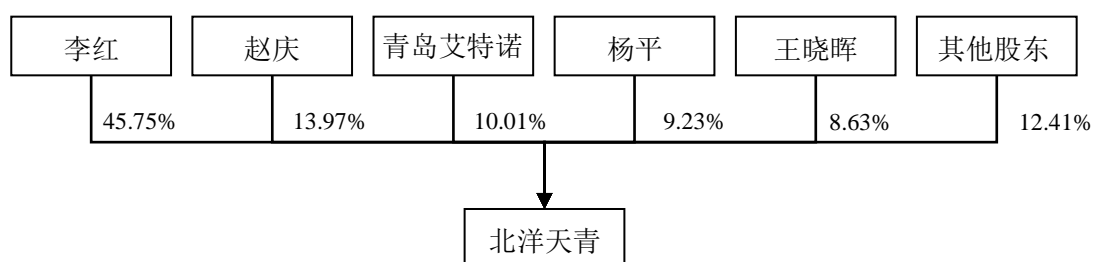 李红 赵庆 青岛艾特诺 杨平 王晓晖 其他股东
45.75% 13.97% 10.01% 9.23% 8.63% 12.41%
北洋天青